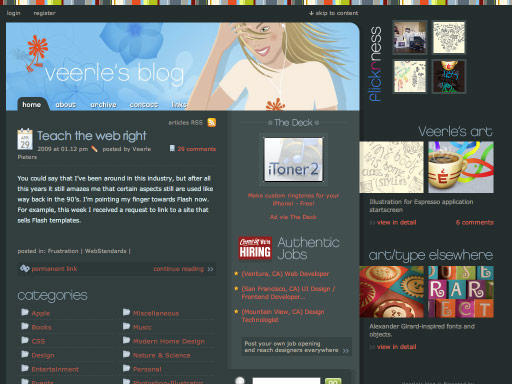 login register
skip to content
veerle's blog
home about archive contact links
flickrness
articles RSS
APR
29
Teach the web right
2009 at 01.12 pm posted by Veerle Pieters
29 comments
You could say that I've been around in this industry, but after all
this years it still amazes me that certain aspects still are used like
way back in the 90's. I'm pointing my finger towards Flash now.
For example, this week I received a request to link to a site that
sells Flash templates.
posted in: Frustration | WebStandards |
permanent link
continue reading
categories
Apple
Books
CSS
Design
Entertainment
Events
Miscellaneous
Music
Modern Home Design
Nature & Science
Personal
Photoshop-Illustrator
The Deck
iToner2
Make custom ringtones for your
iPhone! - Free!
Ad via The Deck
Come in We're
HIRING
Authentic
Jobs
(Ventura, CA) Web Developer
(San Francisco, CA) UI Design /
Frontend Developer...
(Mountain View, CA) Design
Technologist
Post your own job opening
and reach designers everywhere
GO
Veerle's art
Illustration for Espresso application
startscreen
view in detail
6 comments
art/type elsewhere
Alexander Girard-inspired fonts and
objects.
view in detail